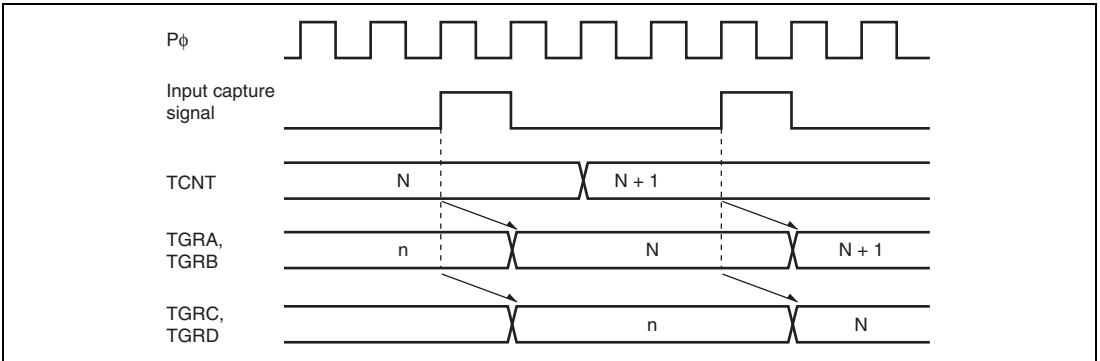 Pφ
Input capture
signal
TCNT
N
N + 1
TGRA,
TGRB
n
N
N + 1
TGRC,
TGRD
n
N